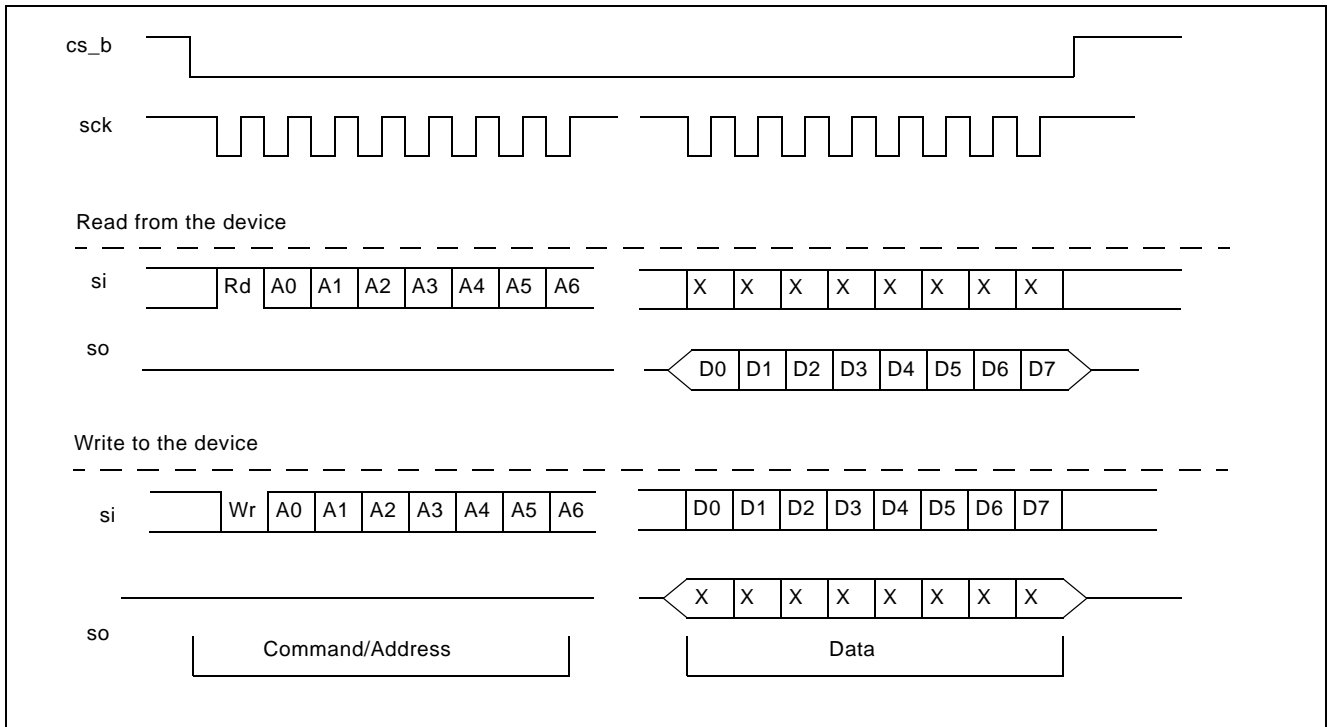 cs_b
sck
Read from the device
si Rd A0 A1 A2 A3 A4 A5 A6 X X X X X X X X
so D0 D1 D2 D3 D4 D5 D6 D7
Write to the device
si Wr A0 A1 A2 A3 A4 A5 A6 D0 D1 D2 D3 D4 D5 D6 D7
so X X X X X X X X
Command/Address Data